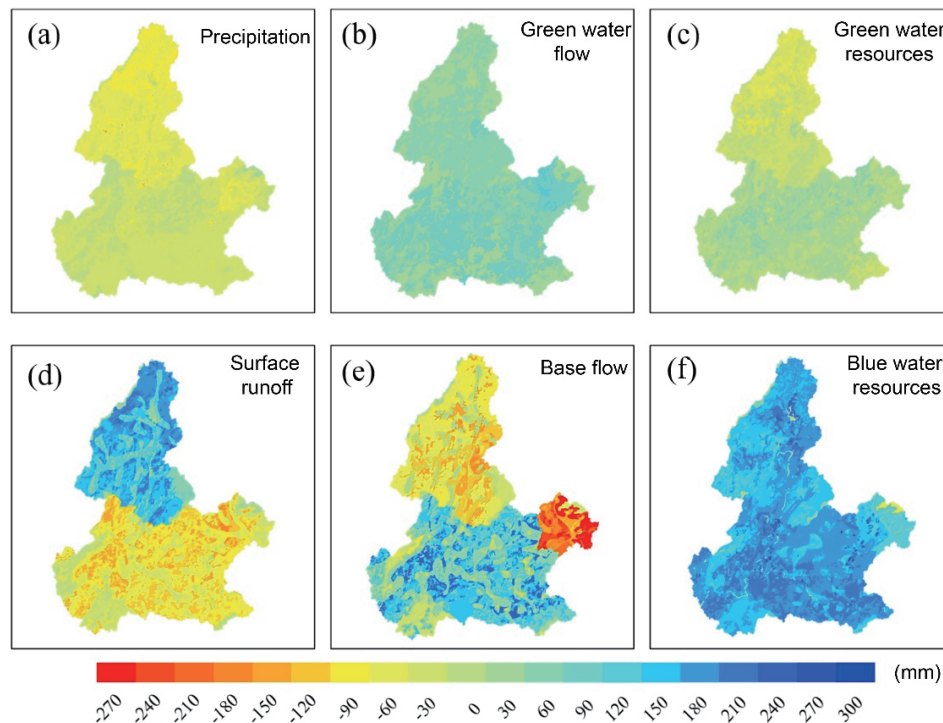 (a) Precipitation
(b) Green water
flow
(c) Green water
resources
(d) Surface
runoff
(e) Base flow
(f) Blue water
resources
(mm)
-270 -240 -210 -180 -150 -120 -90 -60 -30 0 30 60 90 120 150 180 210 240 270 300